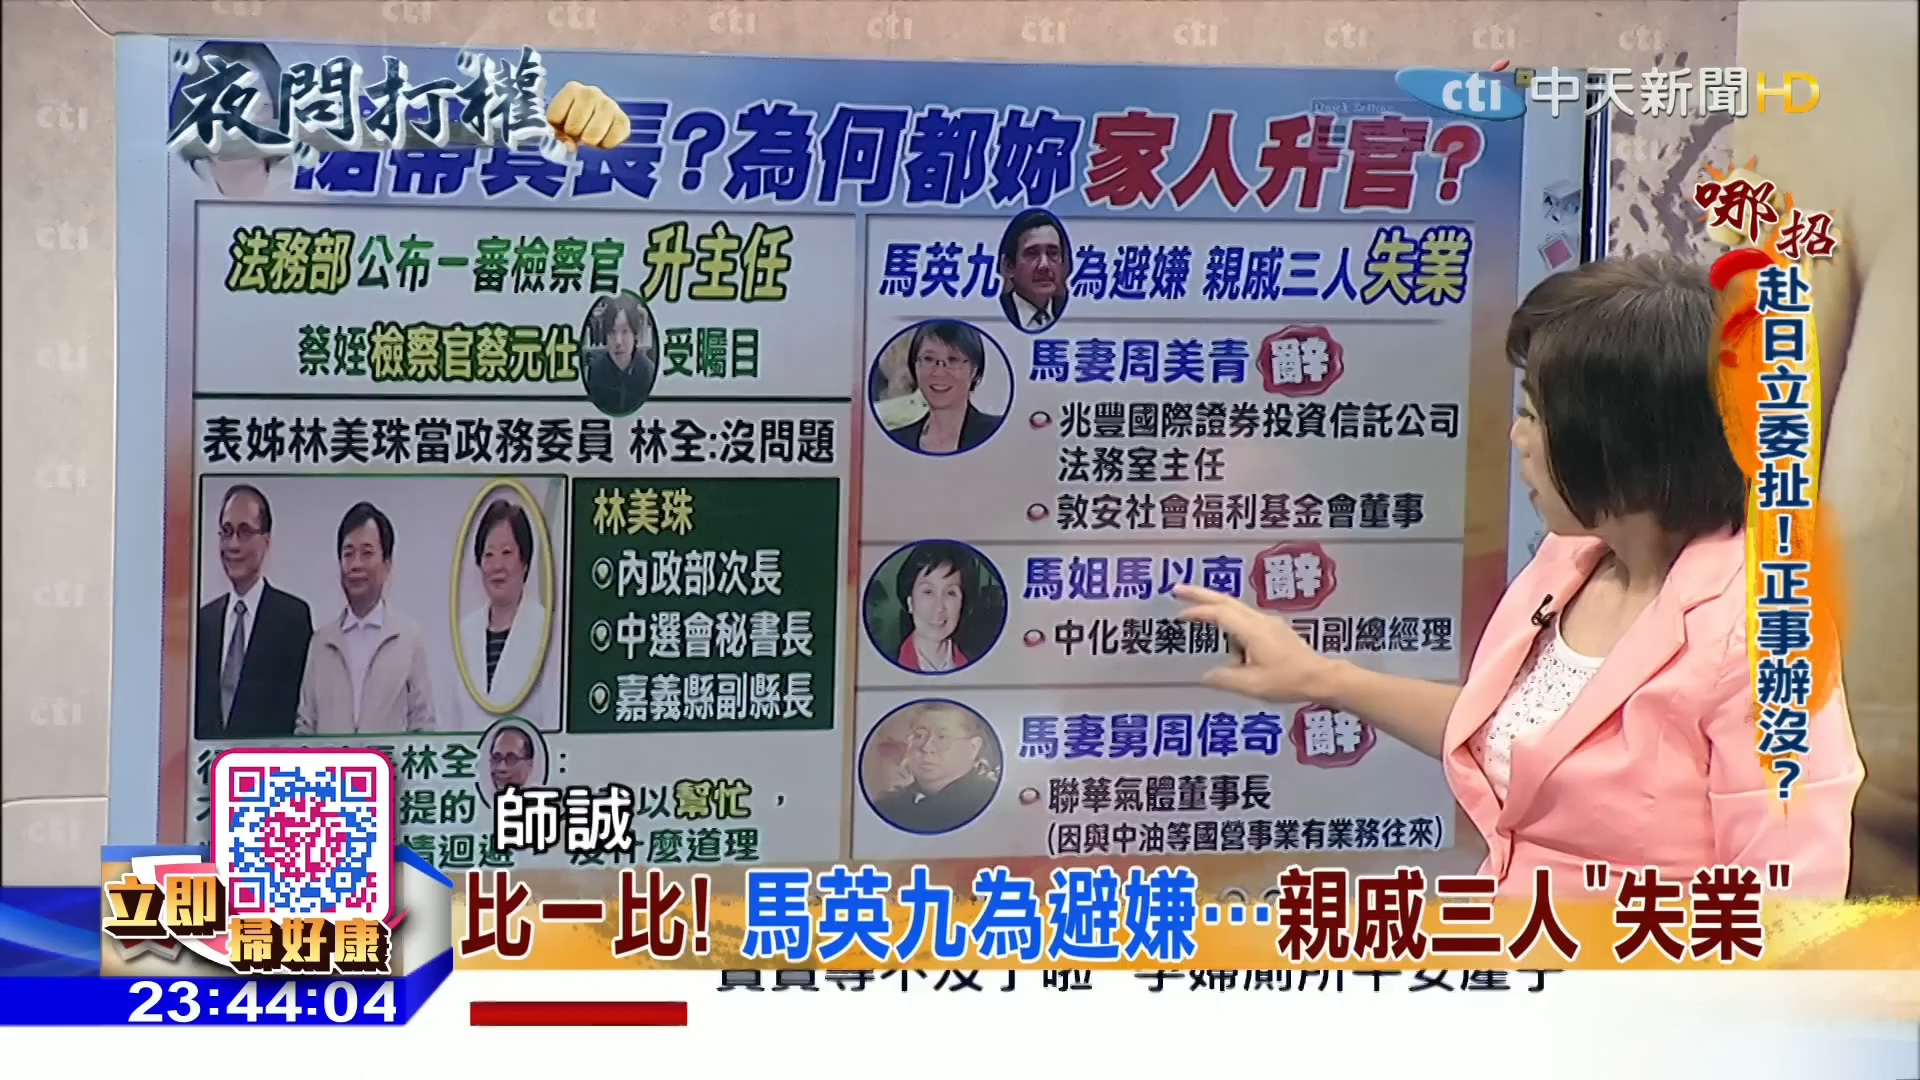 "夜問打"權"
cti 中天新聞HD
長?為何都妳家人升官?
法務部公布一審檢察官升主任
蔡姪檢察官蔡元仕受矚目
表姊林美珠當政務委員 林全:沒問題
林美珠
內政部次長
中選會秘書長
嘉義縣副縣長
林全:
提的 以幫忙,
情迴避 麼道理
馬英九為避嫌 親戚三人失業
馬妻周美青 辭
兆豐國際證券投資信託公司
法務室主任
敦安社會福利基金會董事
馬姐馬以南 辭
中化製藥關 司副總經理
馬妻舅周偉奇 辭
聯華氣體董事長
(因與中油等國營事業有業務往來)
哪招
赴日立委扯!正事辦沒?
師誠
比一比!馬英九為避嫌…親戚三人"失業"
立即
掃好康
23:44:04